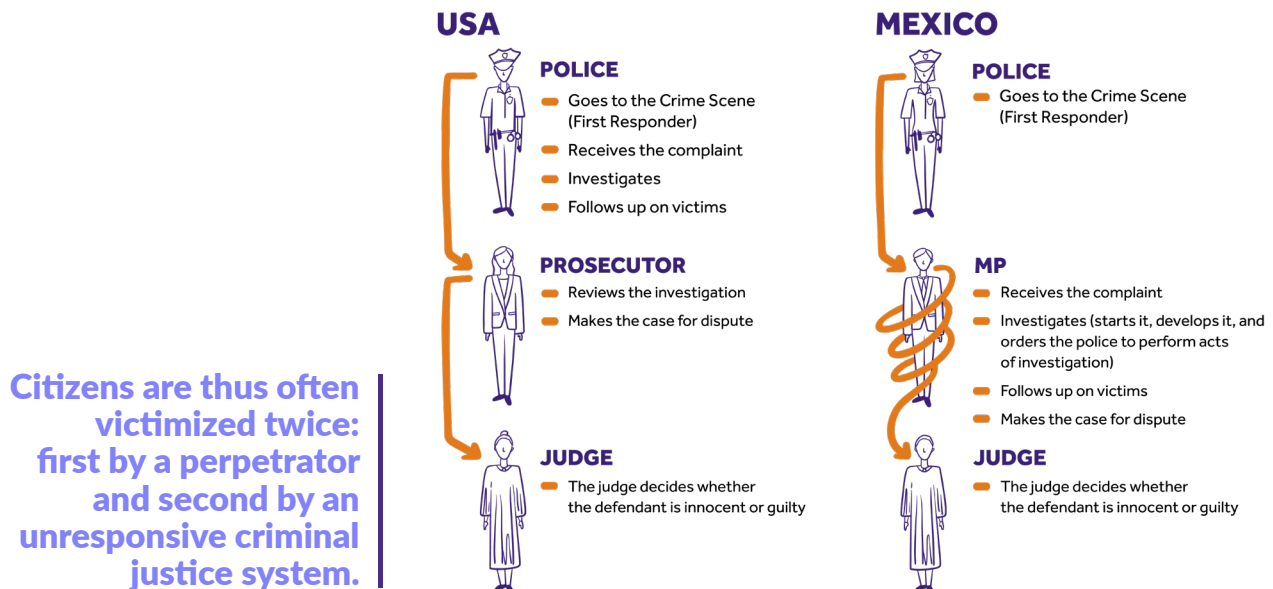 Citizens are thus often
victimized twice:
first by a perpetrator
and second by an
unresponsive criminal
justice system.
USA
POLICE
Goes to the Crime Scene
(First Responder)
Receives the complaint
Investigates
Follows up on victims
PROSECUTOR
Reviews the investigation
Makes the case for dispute
JUDGE
The judge decides whether
the defendant is innocent or guilty
MEXICO
POLICE
Goes to the Crime Scene
(First Responder)
MP
Receives the complaint
Investigates (starts it, develops it, and
orders the police to perform acts
of investigation)
Follows up on victims
Makes the case for dispute
JUDGE
The judge decides whether
the defendant is innocent or guilty